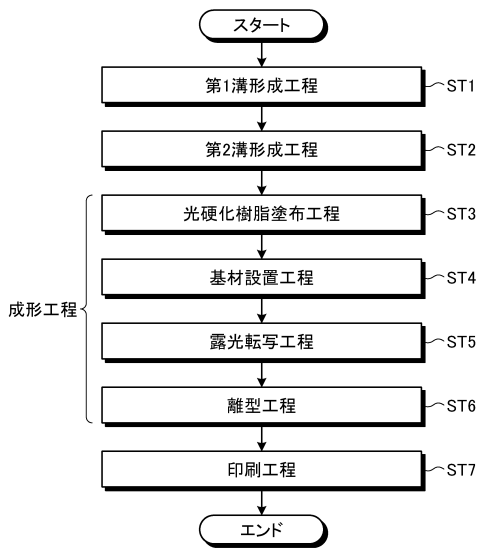 スタート
第1溝形成工程
ST1
第2溝形成工程
ST2
光硬化樹脂塗布工程
ST3
基材設置工程
ST4
成形工程
露光転写工程
ST5
離型工程
ST6
印刷工程
ST7
エンド